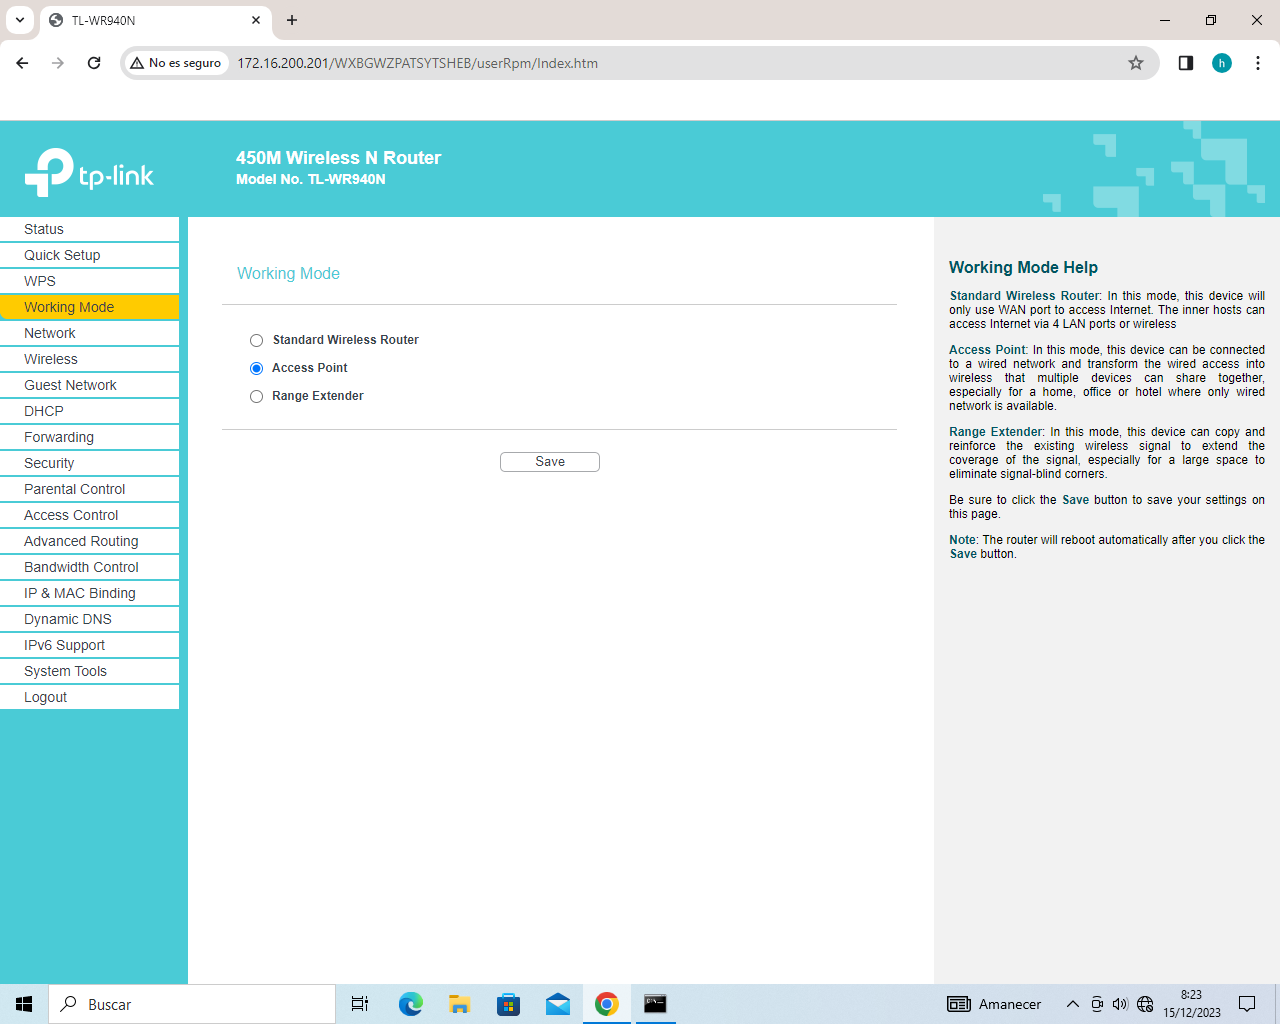 TL-WR940N
No es seguro
172.16.200.201/WXBGWZPATSYTSHEB/userRpm/Index.htm
h
tp-link
450M Wireless N Router
Model No. TL-WR940N
Status
Quick Setup
WPS
Working Mode
Network
Wireless
Guest Network
DHCP
Forwarding
Security
Parental Control
Access Control
Advanced Routing
Bandwidth Control
IP & MAC Binding
Dynamic DNS
IPv6 Support
System Tools
Logout
Working Mode
Standard Wireless Router
Access Point
Range Extender
Save
Working Mode Help
Standard Wireless Router: In this mode, this device will
only use WAN port to access Internet. The inner hosts can
access Internet via 4 LAN ports or wireless
Access Point: In this mode, this device can be connected
to a wired network and transform the wired access into
wireless that multiple devices can share together,
especially for a home, office or hotel where only wired
network is available.
Range Extender: In this mode, this device can copy and
reinforce the existing wireless signal to extend the
coverage of the signal, especially for a large space to
eliminate signal-blind corners.
Be sure to click the Save button to save your settings on
this page.
Note: The router will reboot automatically after you click the
Save button.
Buscar
Amanecer
8:23
15/12/2023